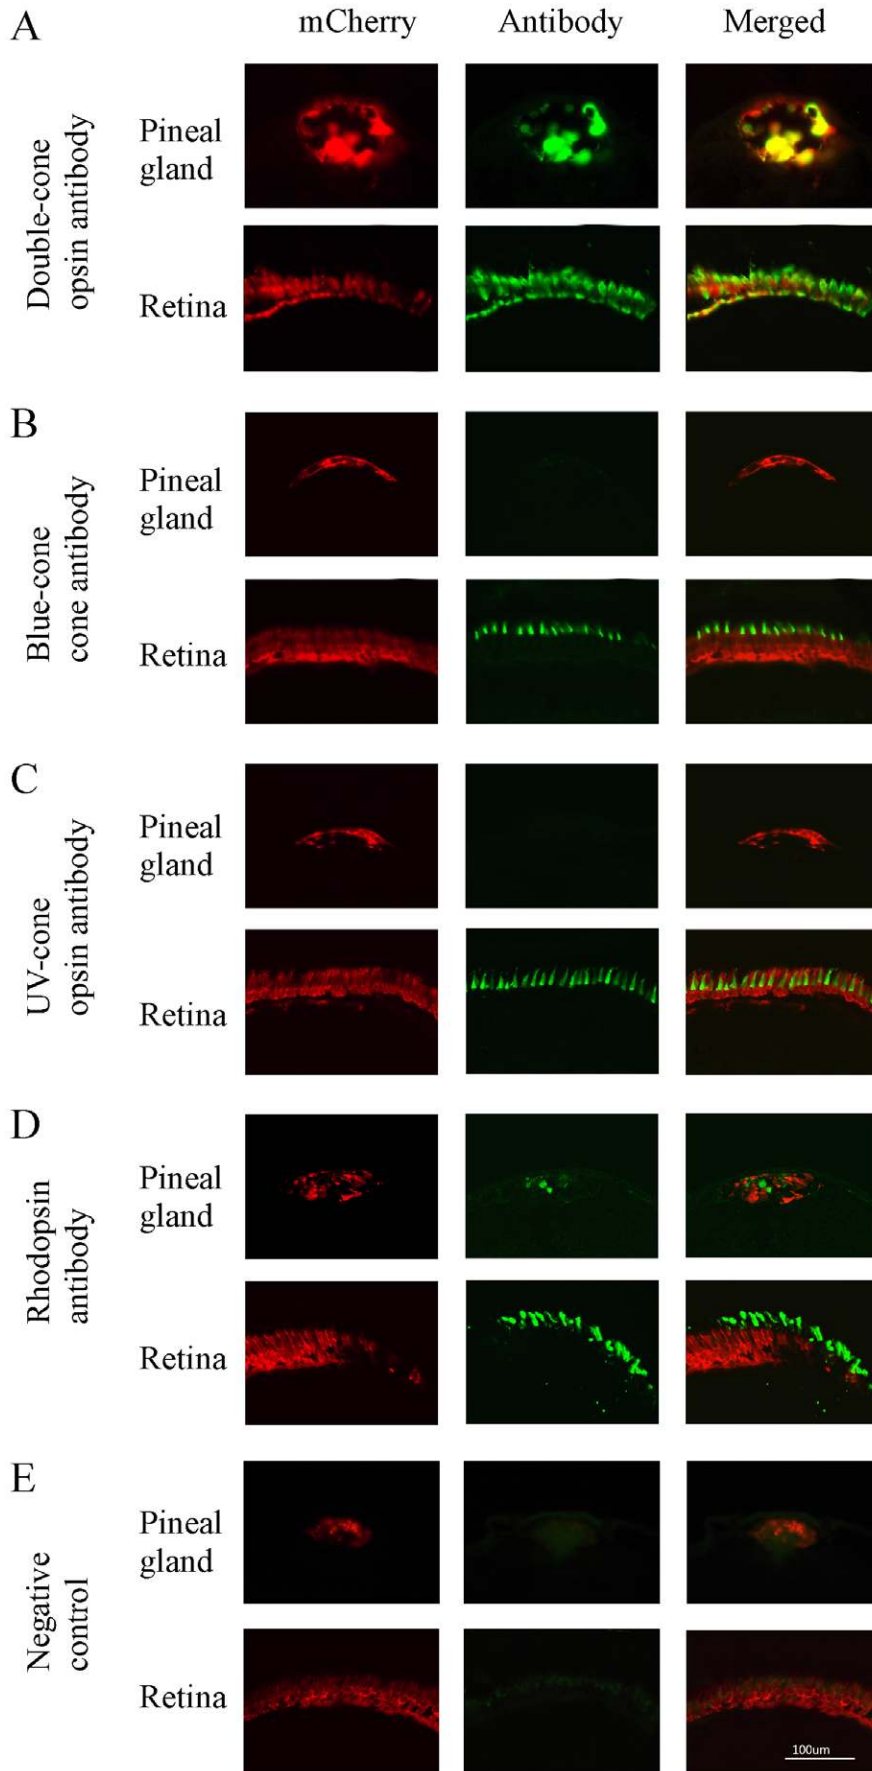 A
mCherry
Antibody
Merged
Double-cone
opsin antibody
Pineal
gland
Retina
B
Blue-cone
cone antibody
Pineal
gland
Retina
C
UV-cone
opsin antibody
Pineal
gland
Retina
D
Rhodopsin
antibody
Pineal
gland
Retina
E
Negative
control
Pineal
gland
Retina
100um